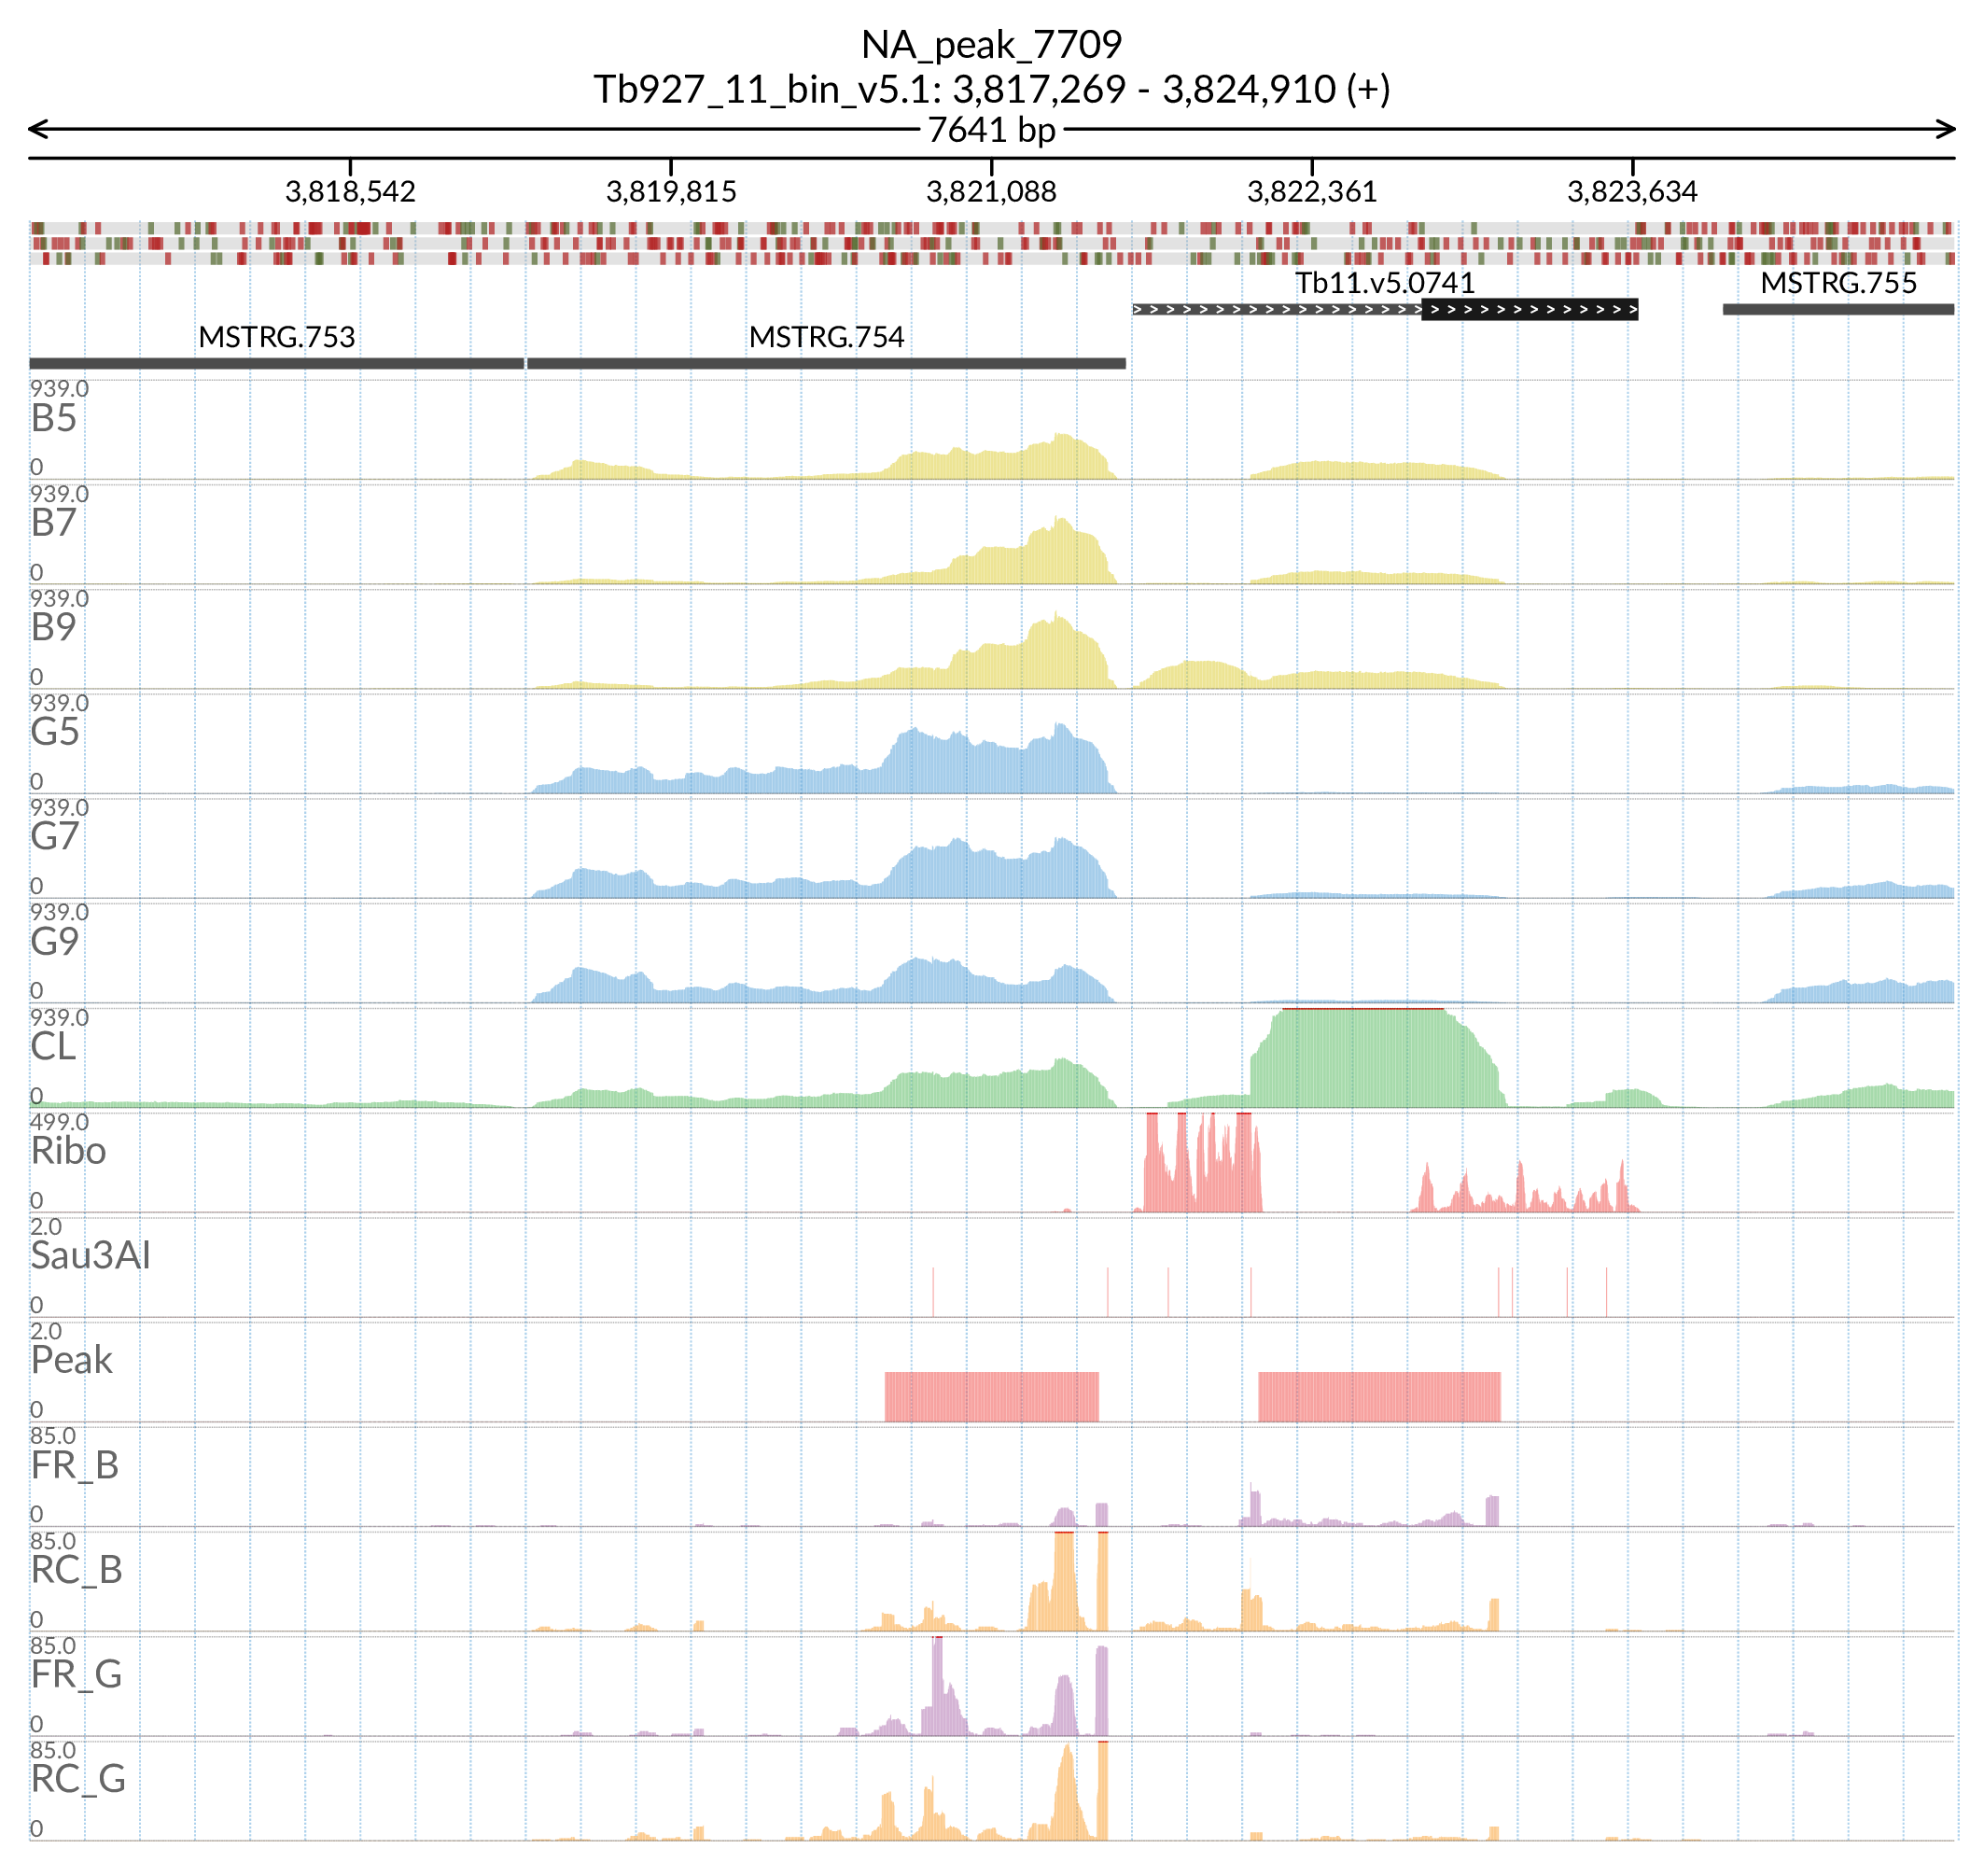 NA_peak_7709
Tb927_11_bin_v5.1: 3,817,269 - 3,824,910 (+)
7641 bp
3,818,542 3,819,815 3,821,088 3,822,361 3,823,634
Tb11.v5.0741 MSTRG.755
> > > > > > > > > > > > > > > > > > > > > > > > > > > > > > >
MSTRG.753 MSTRG.754
939.0
B5
0
939.0
B7
0
939.0
B9
0
939.0
G5
0
939.0
G7
0
939.0
G9
0
939.0
CL
0
499.0
Ribo
0
2.0
Sau3AI
0
2.0
Peak
0
85.0
FR_B
0
85.0
RC_B
0
85.0
FR_G
0
85.0
RC_G
0